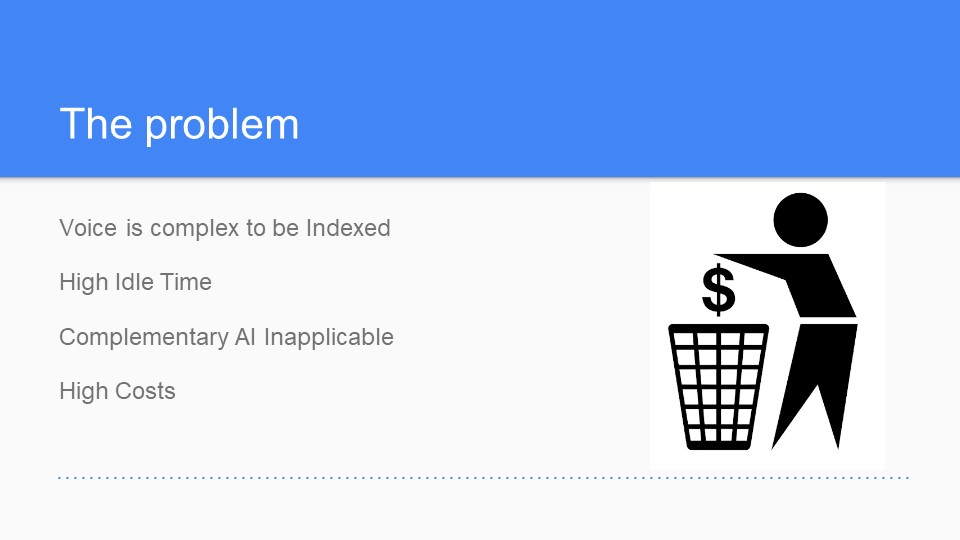 The problem
Voice is complex to be Indexed
High Idle Time
Complementary AI Inapplicable
High Costs
$